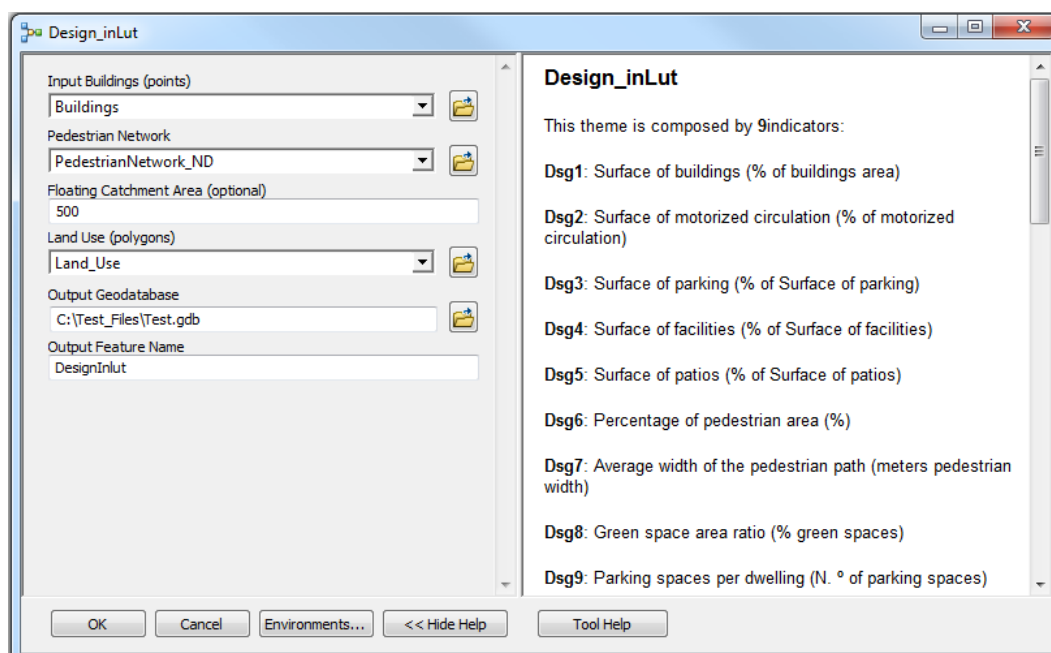 Design_inLut
Input Buildings (points)
Buildings
Pedestrian Network
PedestrianNetwork_ND
Floating Catchment Area (optional)
500
Land Use (polygons)
Land_Use
Output Geodatabase
C:\Test_Files\Test.gdb
Output Feature Name
DesignInlut
Design_inLut
This theme is composed by 9indicators:
Dsg1: Surface of buildings (% of buildings area)
Dsg2: Surface of motorized circulation (% of motorized
circulation)
Dsg3: Surface of parking (% of Surface of parking)
Dsg4: Surface of facilities (% of Surface of facilities)
Dsg5: Surface of patios (% of Surface of patios)
Dsg6: Percentage of pedestrian area (%)
Dsg7: Average width of the pedestrian path (meters pedestrian
width)
Dsg8: Green space area ratio (% green spaces)
Dsg9: Parking spaces per dwelling (N. º of parking spaces)
OK
Cancel
Environments...
<< Hide Help
Tool Help